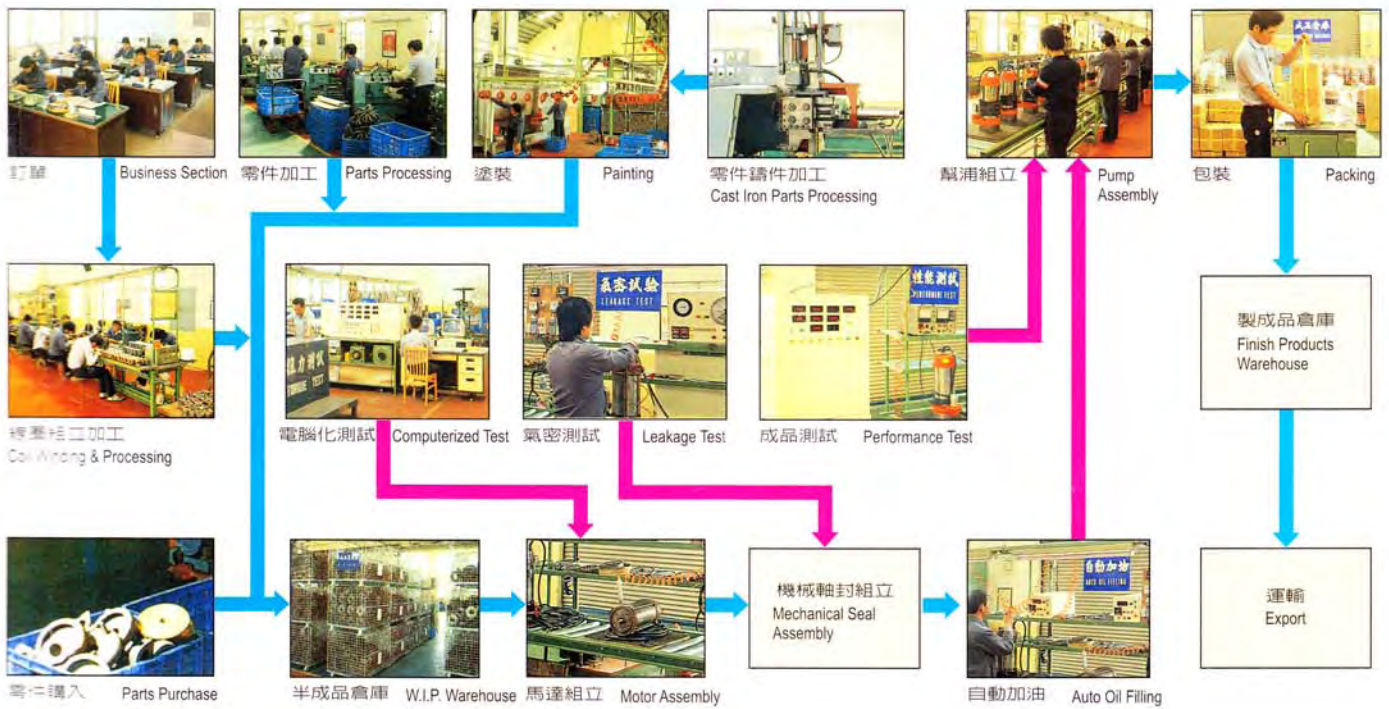 訂單
Business Section
零件加工
Parts Processing
塗裝
Painting
零件鑄件加工
Cast Iron Parts Processing
幫浦組立
Pump
Assembly
包裝
Packing
線圈組立加工
Coil Winding & Processing
扭力測試
TORQUE TEST
電腦化測試
Computerized Test
氣密試驗
LEAKAGE TEST
氣密測試
Leakage Test
性能測試
成品測試
Performance Test
製成品倉庫
Finish Products
Warehouse
零件購入
Parts Purchase
半成品倉庫
W.I.P. Warehouse
馬達組立
Motor Assembly
機械軸封組立
Mechanical Seal
Assembly
自動加油
AUTO OIL FILLING
自動加油
Auto Oil Filling
運輸
Export